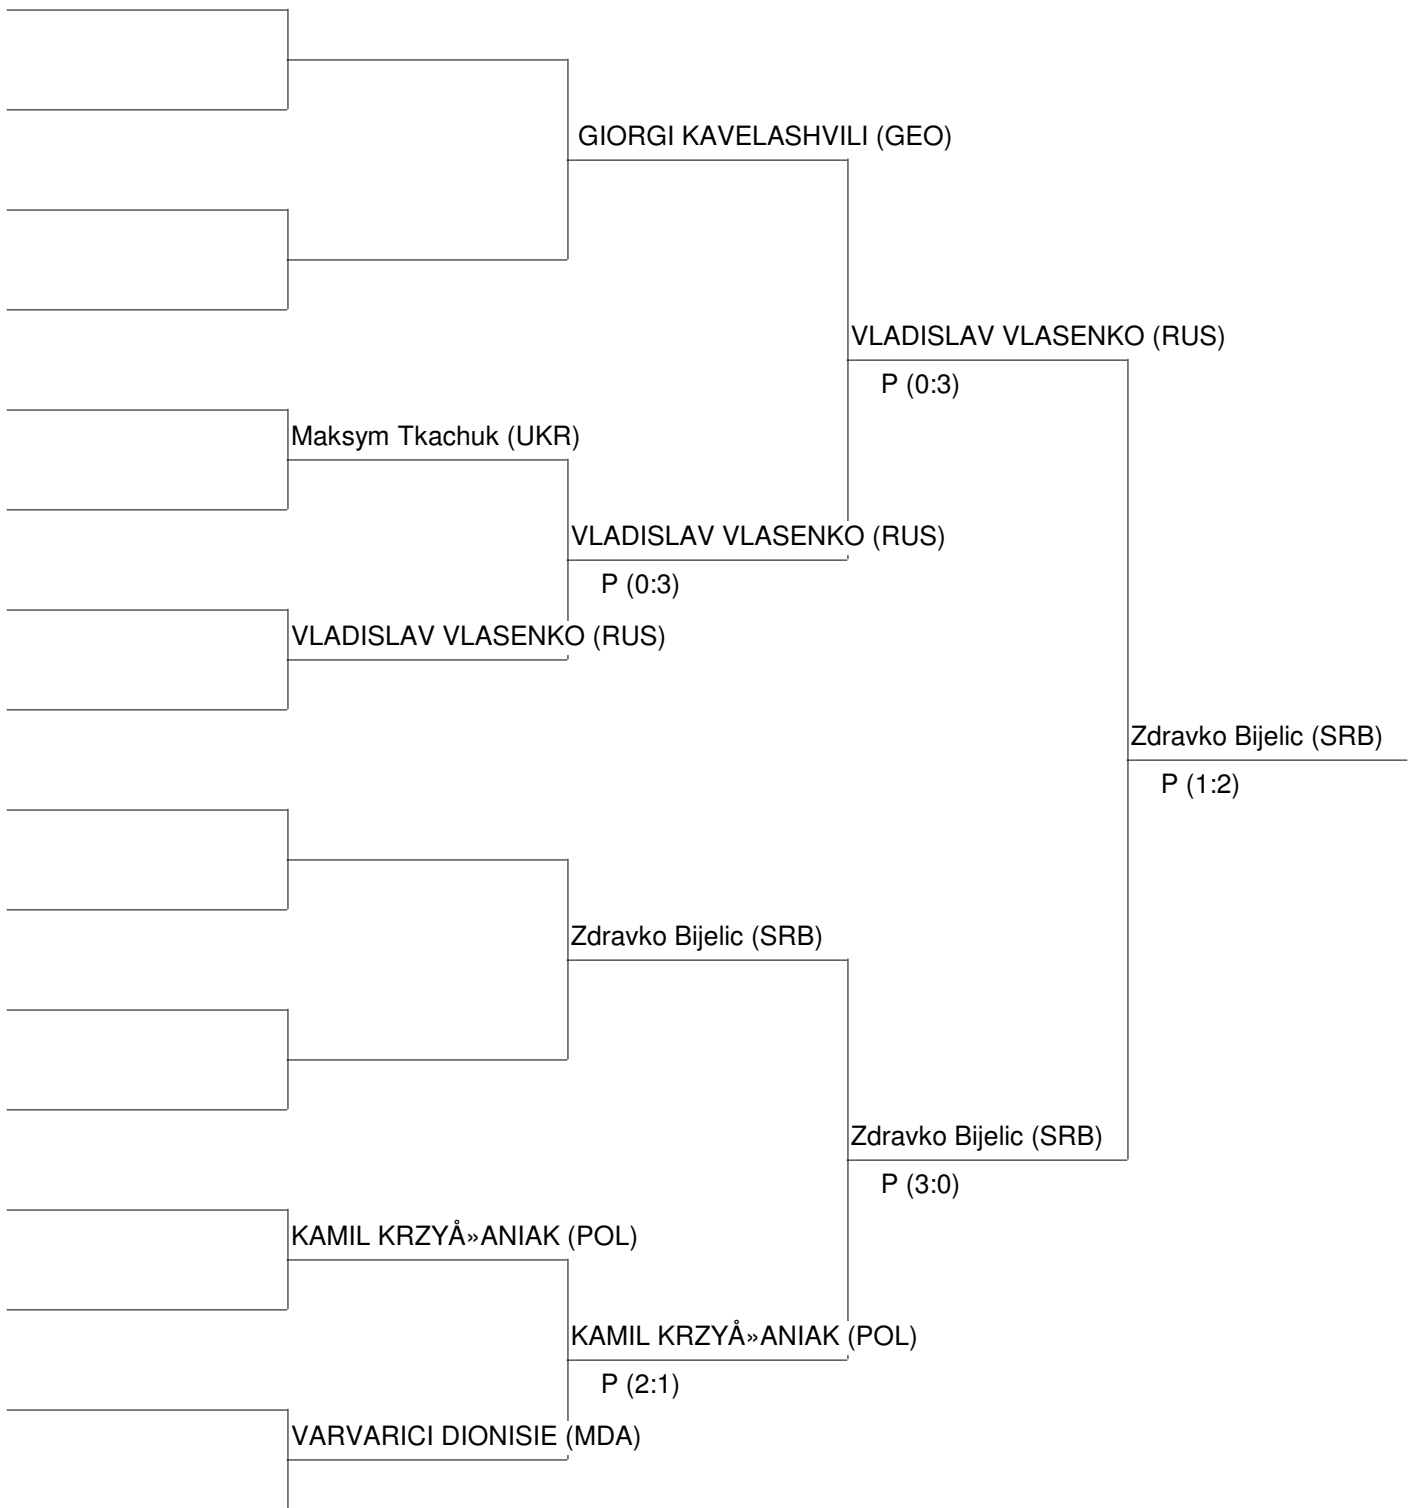 GIORGI KAVELASHVILI (GEO)
VLADISLAV VLASENKO (RUS)
P (0:3)
Maksym Tkachuk (UKR)
VLADISLAV VLASENKO (RUS)
P (0:3)
VLADISLAV VLASENKO (RUS)
Zdravko Bijelic (SRB)
P (1:2)
Zdravko Bijelic (SRB)
Zdravko Bijelic (SRB)
P (3:0)
KAMIL KRZYÅ»ANIAK (POL)
KAMIL KRZYÅ»ANIAK (POL)
P (2:1)
VARVARICI DIONISIE (MDA)